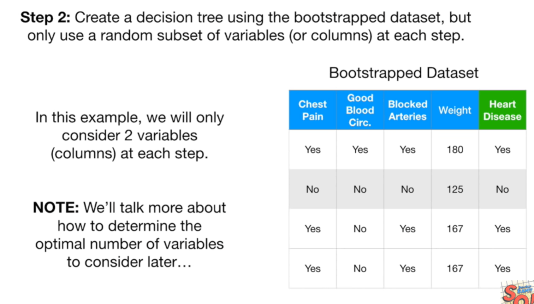 Step 2: Create a decision tree using the bootstrapped dataset, but
only use a random subset of variables (or columns) at each step.
Bootstrapped Dataset
In this example, we will only
consider 2 variables
(columns) at each step.
NOTE: We'll talk more about
how to determine the
optimal number of variables
to consider later…
Chest Pain Good Blood Circ. Blocked Arteries Weight Heart Disease
Yes Yes Yes 180 Yes
No No No 125 No
Yes No Yes 167 Yes
Yes No Yes 167 Yes